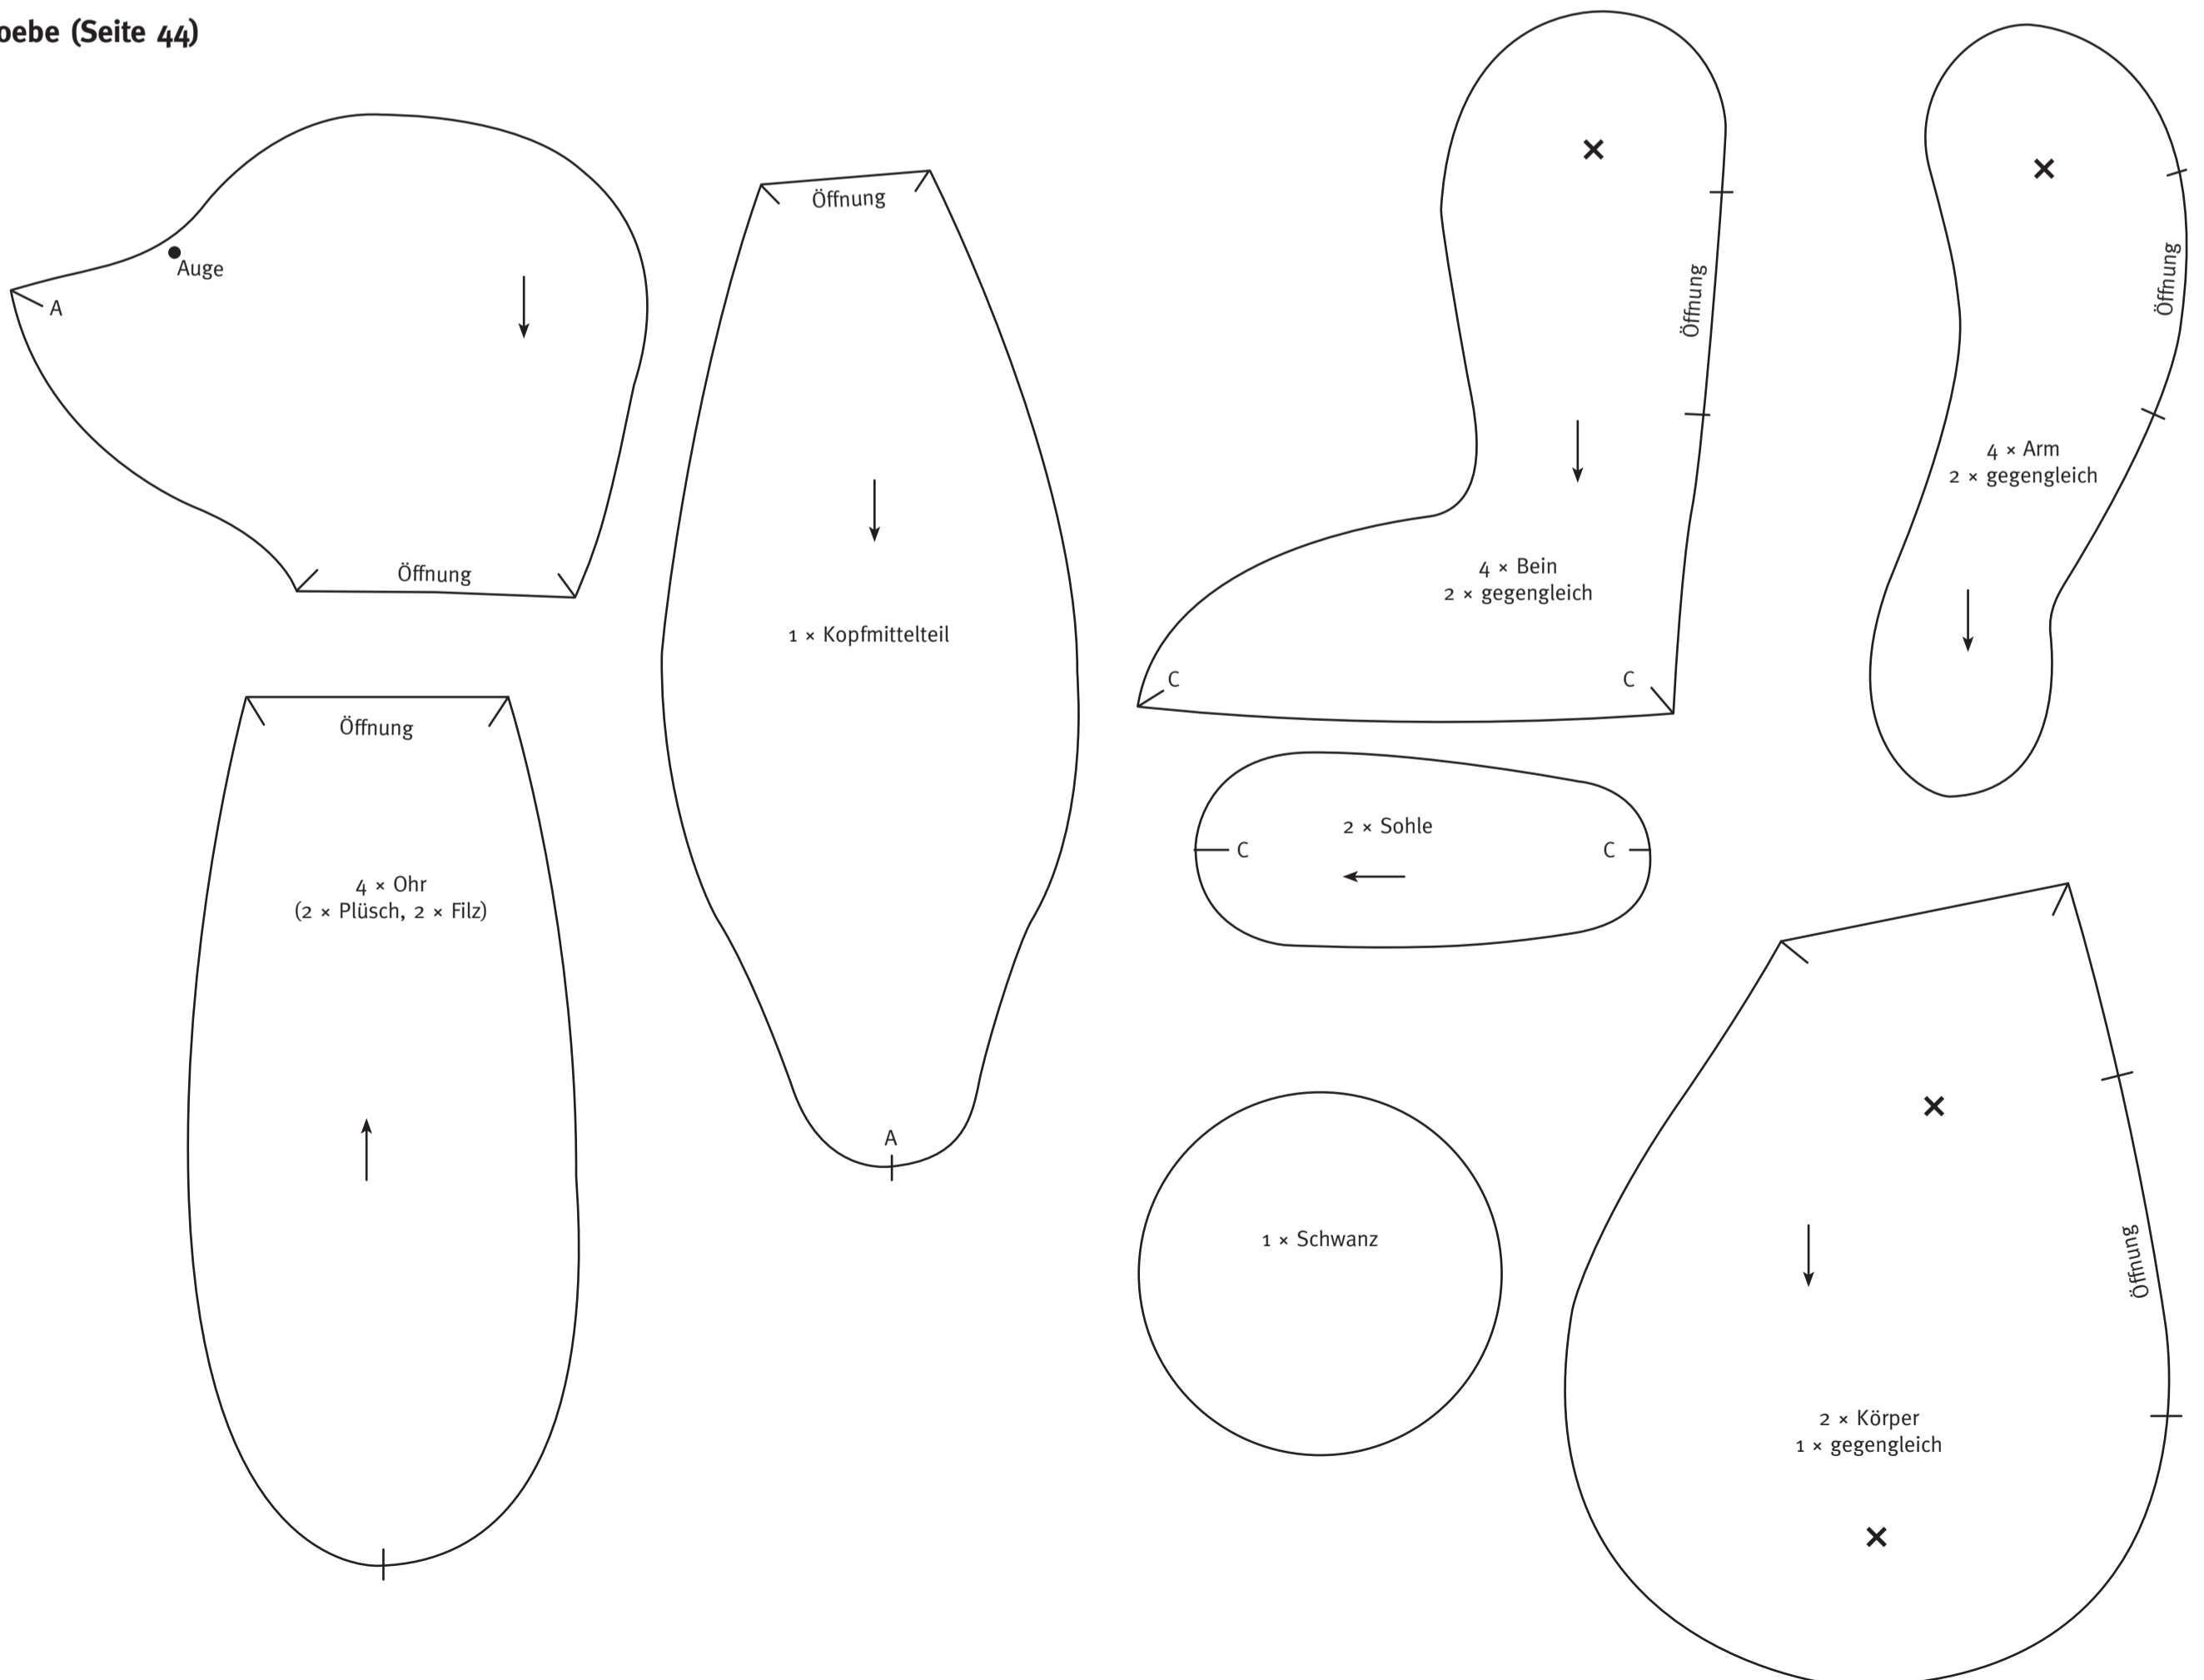 oebe (Seite 44)
Auge
A
Öffnung
Öffnung
1 × Kopfmittelteil
A
Öffnung
4 × Ohr
(2 × Plüsch, 2 × Filz)
Öffnung
4 × Bein
2 × gegengleich
C
C
Öffnung
4 × Arm
2 × gegengleich
2 × Sohle
C
C
1 × Schwanz
Öffnung
2 × Körper
1 × gegengleich